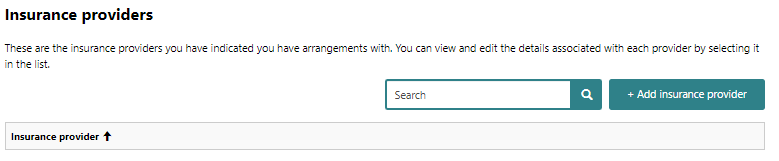 Insurance providers
These are the insurance providers you have indicated you have arrangements with. You can view and edit the details associated with each provider by selecting it
in the list.
Search
+ Add insurance provider
Insurance provider ↑